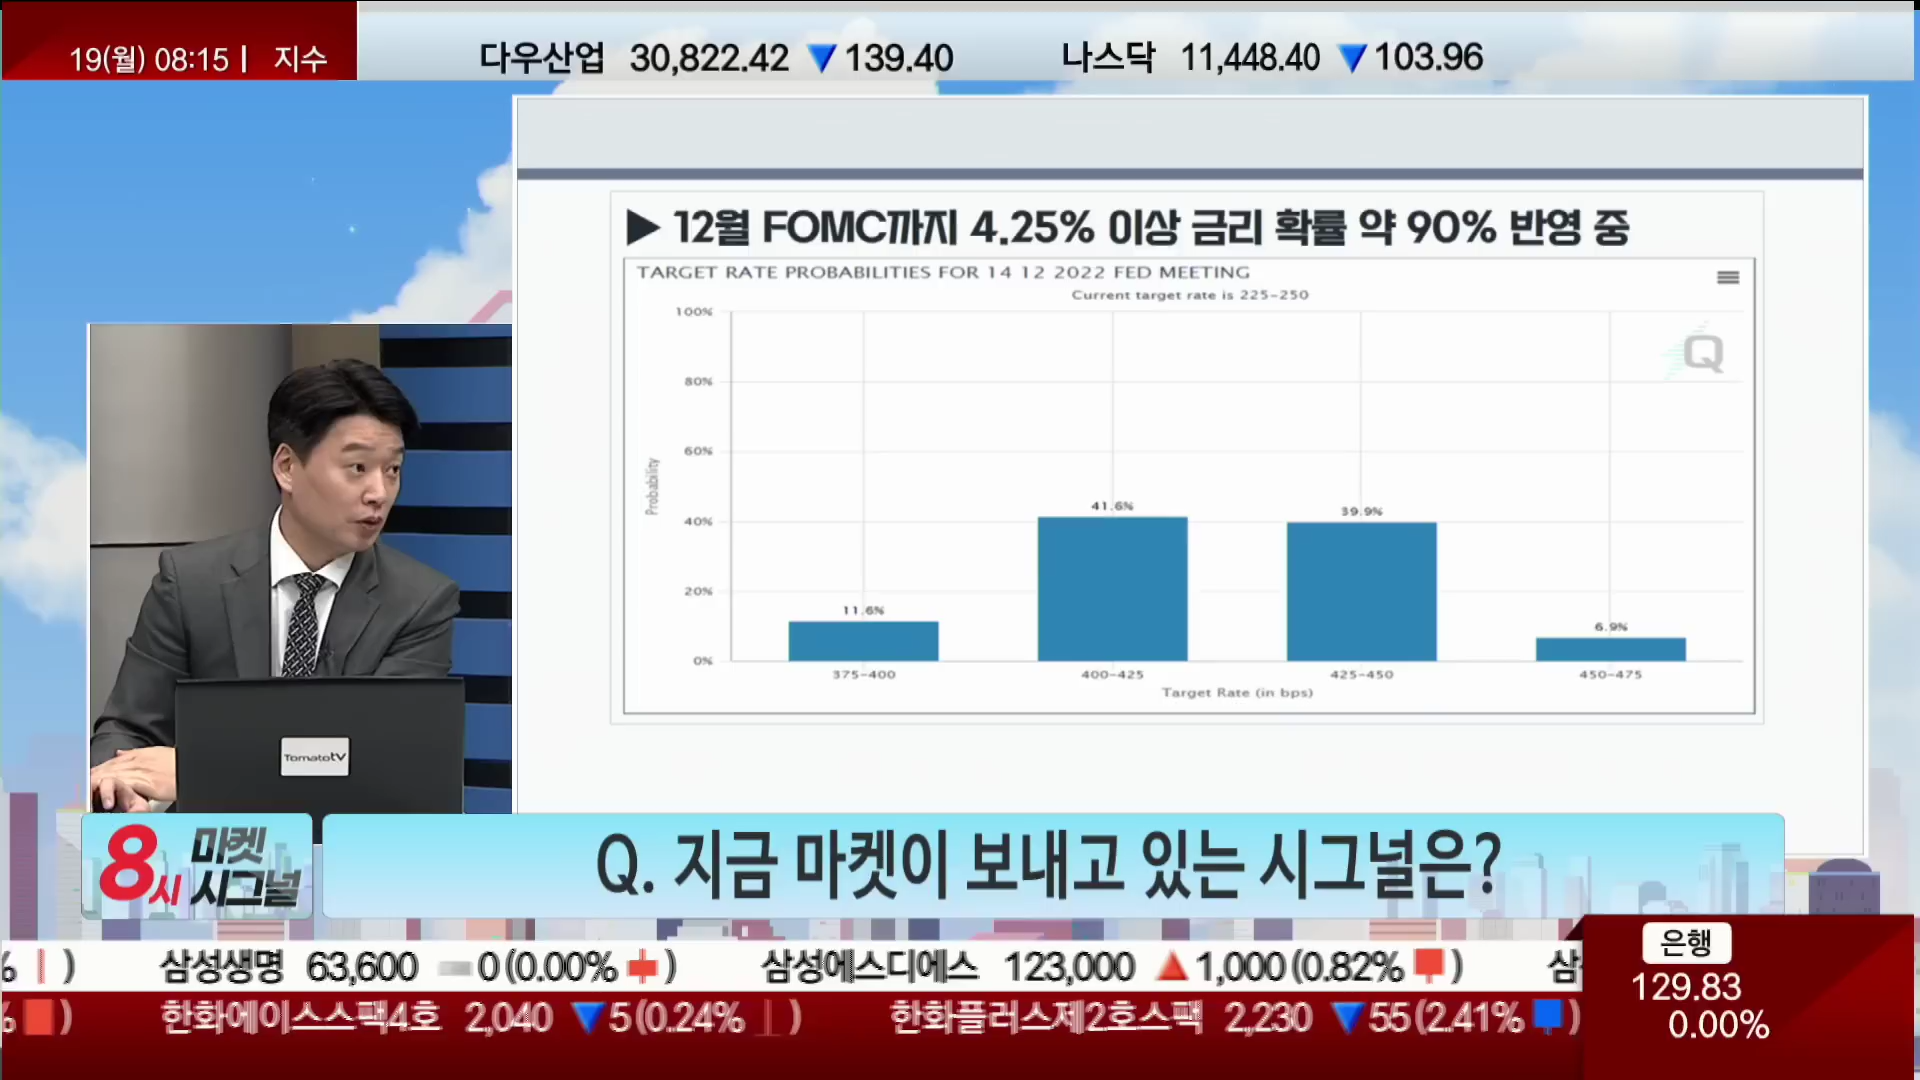 19(월) 08:15 | 지수
다우산업 30,822.42 ▼139.40 나스닥 11,448.40 ▼103.96
▶ 12월 FOMC까지 4.25% 이상 금리 확률 약 90% 반영 중
TARGET RATE PROBABILITIES FOR 14 12 2022 FED MEETING
Current target rate is 225-250
Q
Probability
100%
80%
60%
40%
20%
0%
11.6%
41.6%
39.9%
6.9%
375-400 400-425 425-450 450-475
Target Rate (in bps)
Tomatotv
8시 마켓 시그널
Q. 지금 마켓이 보내고 있는 시그널은?
% ) 삼성생명 63,600 0(0.00% ) 삼성에스디에스 123,000 ▲1,000(0.82% ) 삼
% ) 한화에이스스팩4호 2,040 ▼5(0.24% ) 한화플러스제2호스팩 2,230 ▼55(2.41% )
은행
129.83
0.00%